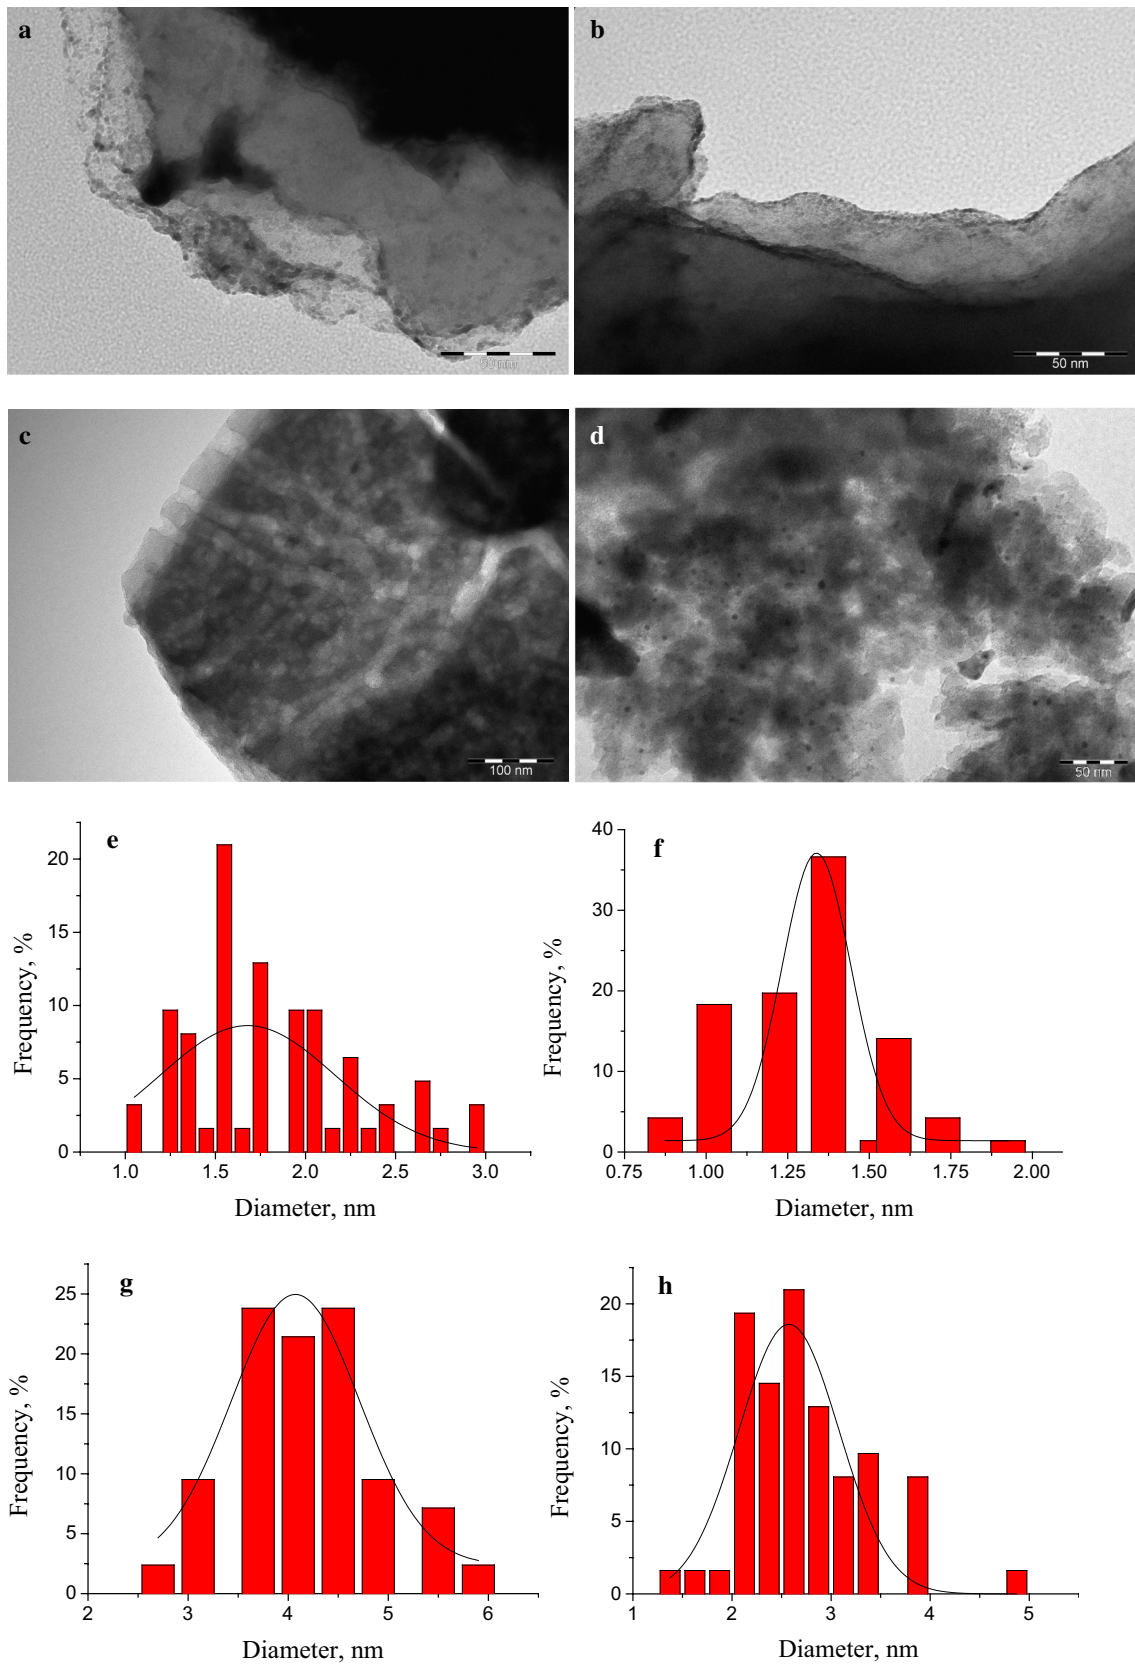 a
b
50 nm
50 nm
c
d
100 nm
50 nm
e
20
15
10
5
0
1.0 1.5 2.0 2.5 3.0
Frequency, %
Diameter, nm
f
40
30
20
10
0
0.75 1.00 1.25 1.50 1.75 2.00
Frequency, %
Diameter, nm
g
25
20
15
10
5
0
2 3 4 5 6
Frequency, %
Diameter, nm
h
20
15
10
5
0
1 2 3 4 5
Frequency, %
Diameter, nm